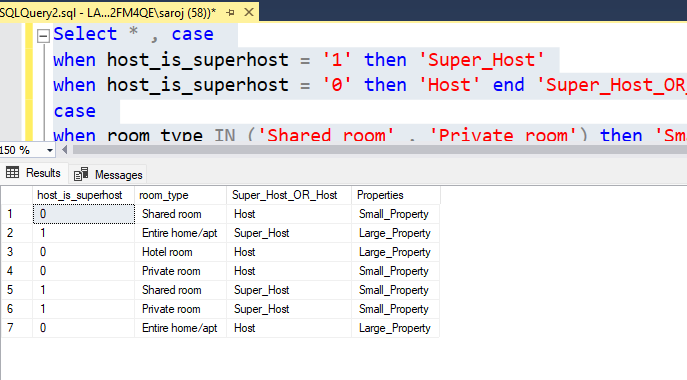 SQLQuery2.sql - LA...2FM4QE\saroj (58))*
Select * , case
when host_is_superhost = '1' then 'Super_Host'
when host_is_superhost = '0' then 'Host' end 'Super_Host_OR_
case
when room_type IN ('Shared room' , 'Private room') then 'Sm
150 %
Results Messages
host_is_superhost room_type Super_Host_OR_Host Properties
1 0 Shared room Host Small_Property
2 1 Entire home/apt Super_Host Large_Property
3 0 Hotel room Host Large_Property
4 0 Private room Host Small_Property
5 1 Shared room Super_Host Small_Property
6 1 Private room Super_Host Small_Property
7 0 Entire home/apt Host Large_Property